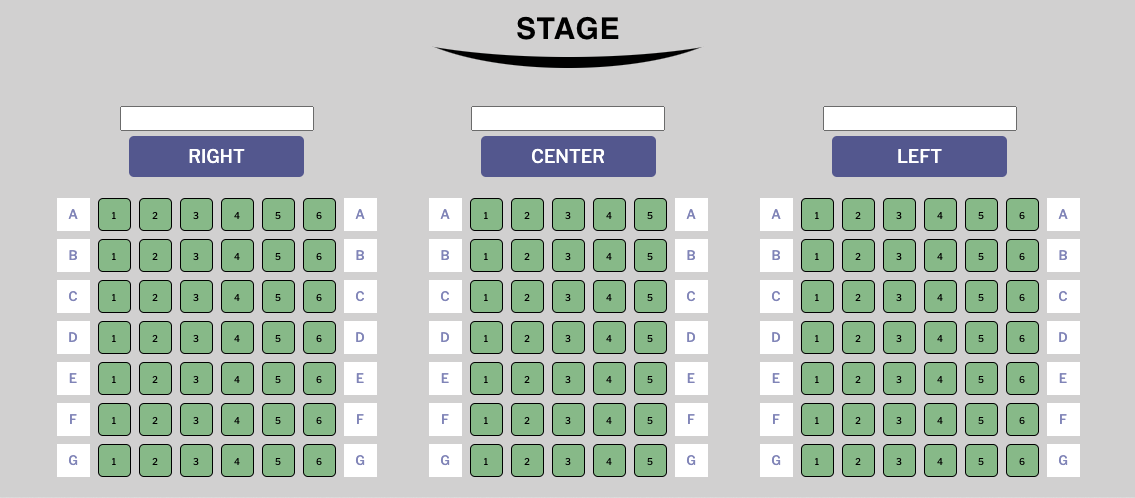 STAGE
RIGHT CENTER LEFT
A 1 2 3 4 5 6 A A 1 2 3 4 5 A A 1 2 3 4 5 6 A
B 1 2 3 4 5 6 B B 1 2 3 4 5 B B 1 2 3 4 5 6 B
C 1 2 3 4 5 6 C C 1 2 3 4 5 C C 1 2 3 4 5 6 C
D 1 2 3 4 5 6 D D 1 2 3 4 5 D D 1 2 3 4 5 6 D
E 1 2 3 4 5 6 E E 1 2 3 4 5 E E 1 2 3 4 5 6 E
F 1 2 3 4 5 6 F F 1 2 3 4 5 F F 1 2 3 4 5 6 F
G 1 2 3 4 5 6 G G 1 2 3 4 5 G G 1 2 3 4 5 6 G